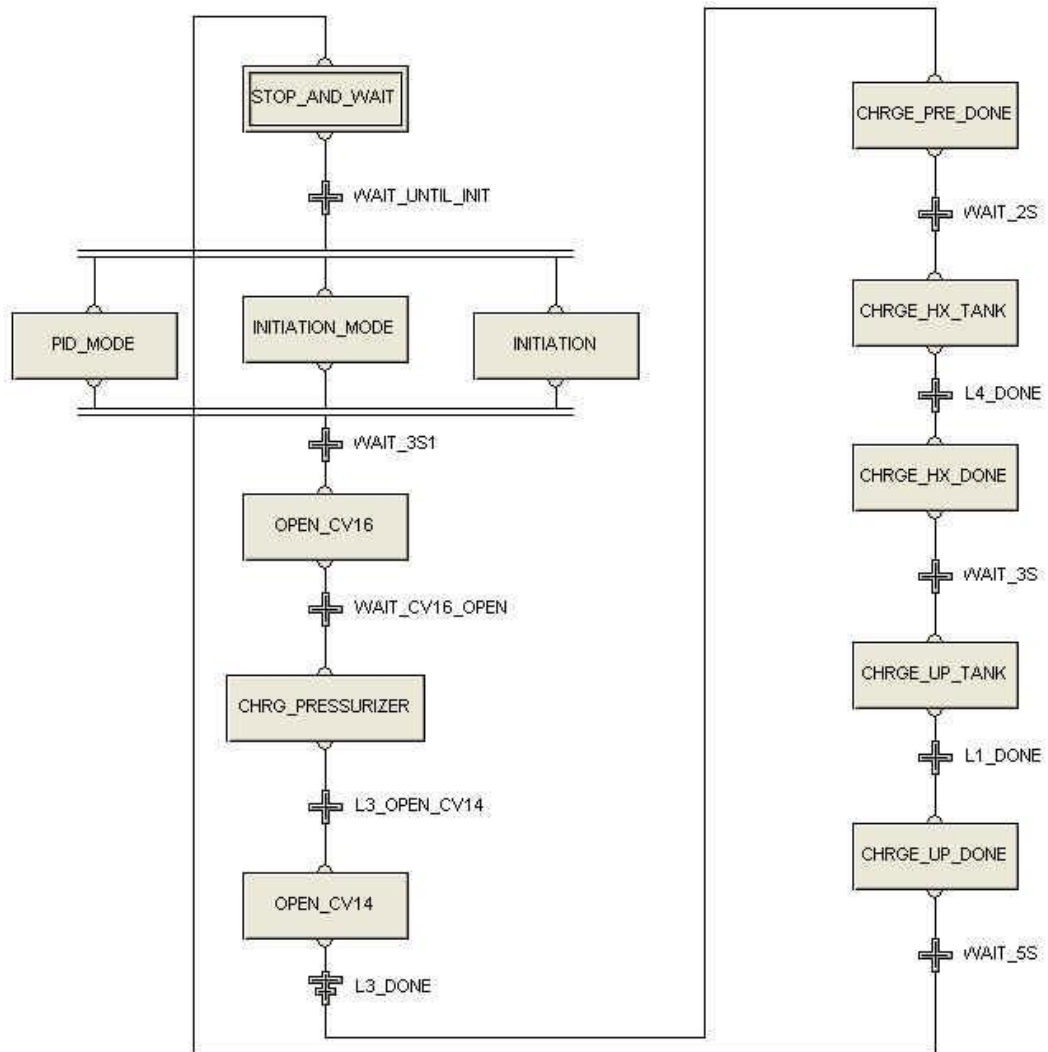 STOP_AND_WAIT
WAIT_UNTIL_INIT
PID_MODE
INITIATION_MODE
INITIATION
WAIT_3S1
OPEN_CV16
WAIT_CV16_OPEN
CHRG_PRESSURIZER
L3_OPEN_CV14
OPEN_CV14
L3_DONE
CHRGE_PRE_DONE
WAIT_2S
CHRGE_HX_TANK
L4_DONE
CHRGE_HX_DONE
WAIT_3S
CHRGE_UP_TANK
L1_DONE
CHRGE_UP_DONE
WAIT_5S